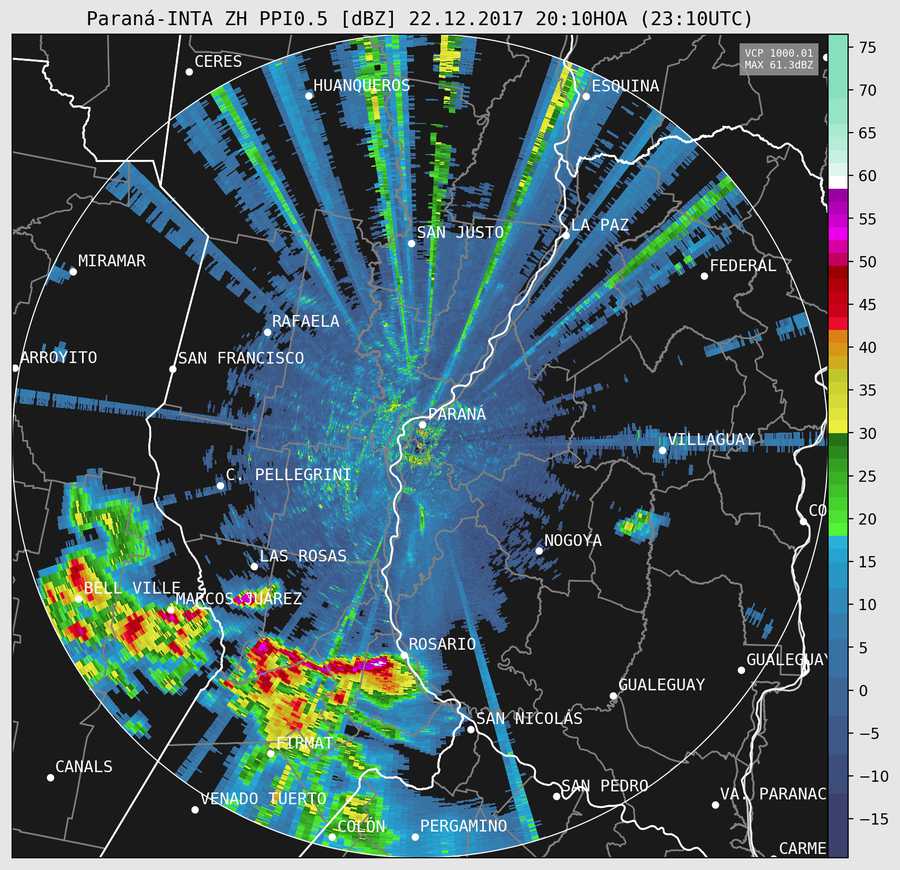 Paraná-INTA ZH PPI0.5 [dBZ] 22.12.2017 20:10HOA (23:10UTC)
VCP 1000.01
MAX 61.3dBZ
CERES
HUANQUEROS
ESQUINA
SAN JUSTO
LA PAZ
MIRAMAR
FEDERAL
RAFAELA
ARROYITO
SAN FRANCISCO
PARANÁ
VILLAGUAY
C. PELLEGRINI
CO
NOGOYA
LAS ROSAS
BELL VILLE
MARCOS JUÁREZ
ROSARIO
GUALEGUAY
GUALEGUAY
SAN NICOLÁS
FIRMAT
CANALS
SAN PEDRO
VENADO TUERTO
VA. PARANAC
COLÓN
PERGAMINO
CARME
75
70
65
60
55
50
45
40
35
30
25
20
15
10
5
0
−5
−10
−15